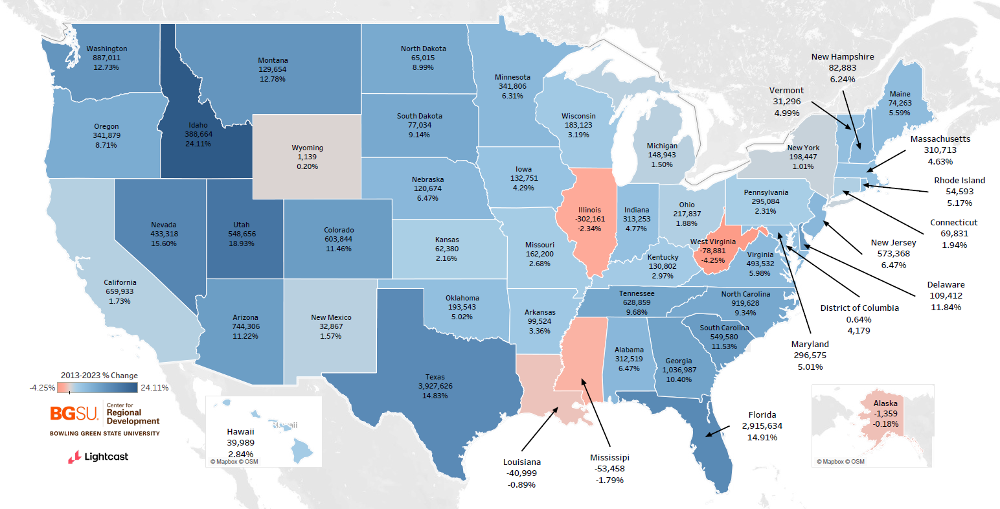 Washington
887,011
12.73%
Montana
129,654
12.78%
North Dakota
65,015
8.99%
Minnesota
341,806
6.31%
New Hampshire
82,883
6.24%
Vermont
31,296
4.99%
Maine
74,263
5.59%
Oregon
341,879
8.71%
Idaho
388,664
24.11%
Wyoming
1,139
0.20%
South Dakota
77,034
9.14%
Wisconsin
183,123
3.19%
Michigan
148,943
1.50%
New York
198,447
1.01%
Massachusetts
310,713
4.63%
Rhode Island
54,593
5.17%
Connecticut
69,831
1.94%
New Jersey
573,368
6.47%
Delaware
109,412
11.84%
District of Columbia
0.64%
4,179
Maryland
296,575
5.01%
Nebraska
120,674
6.47%
Iowa
132,751
4.29%
Illinois
-302,161
-2.34%
Indiana
313,253
4.77%
Ohio
217,837
1.88%
Pennsylvania
295,084
2.31%
Nevada
433,318
15.60%
Utah
548,656
18.93%
Colorado
603,844
11.46%
Kansas
62,380
2.16%
Missouri
162,200
2.68%
Kentucky
130,802
2.97%
West Virginia
-78,881
-4.25%
Virginia
493,532
5.98%
California
659,933
1.73%
Arizona
744,306
11.22%
New Mexico
32,867
1.57%
Oklahoma
193,543
5.02%
Arkansas
99,524
3.36%
Tennessee
628,859
9.68%
North Carolina
919,628
9.34%
South Carolina
549,580
11.53%
Texas
3,927,626
14.83%
Alabama
312,519
6.47%
Georgia
1,036,987
10.40%
Florida
2,915,634
14.91%
Louisiana
-40,999
-0.89%
Mississipi
-53,458
-1.79%
Alaska
-1,359
-0.18%
© Mapbox © OSM
2013-2023 % Change
-4.25%
24.11%
BGSU.
Center for
Regional
Development
BOWLING GREEN STATE UNIVERSITY
Lightcast
Hawaii
Hawaii
39,989
2.84%
© Mapbox © OSM